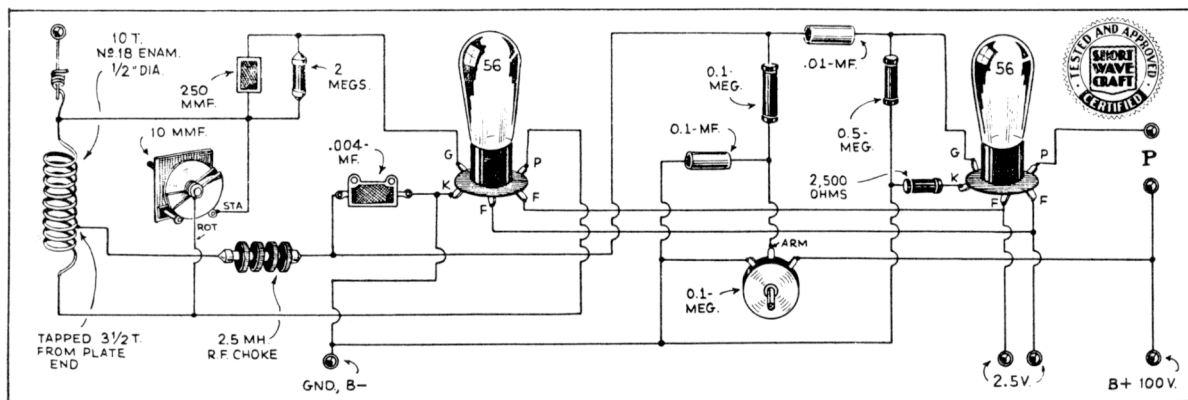 10 T.
No 18 ENAM.
1/2" DIA.
250
MMF.
2
MEGS.
56
10 MMF.
STA.
ROT.
.004-
MF.
G
P
K
F
F
0.1-
MEG.
0.1-MF.
.01-MF.
0.5-
MEG.
2,500
OHMS
56
G
P
K
F
F
TESTED AND APPROVED
SHORT
WAVE
CRAFT
CERTIFIED
P
ARM
0.1-
MEG.
TAPPED 3 1/2 T.
FROM PLATE
END
2.5 MH.
R.F. CHOKE
GND, B-
2.5V.
B+ 100 V.